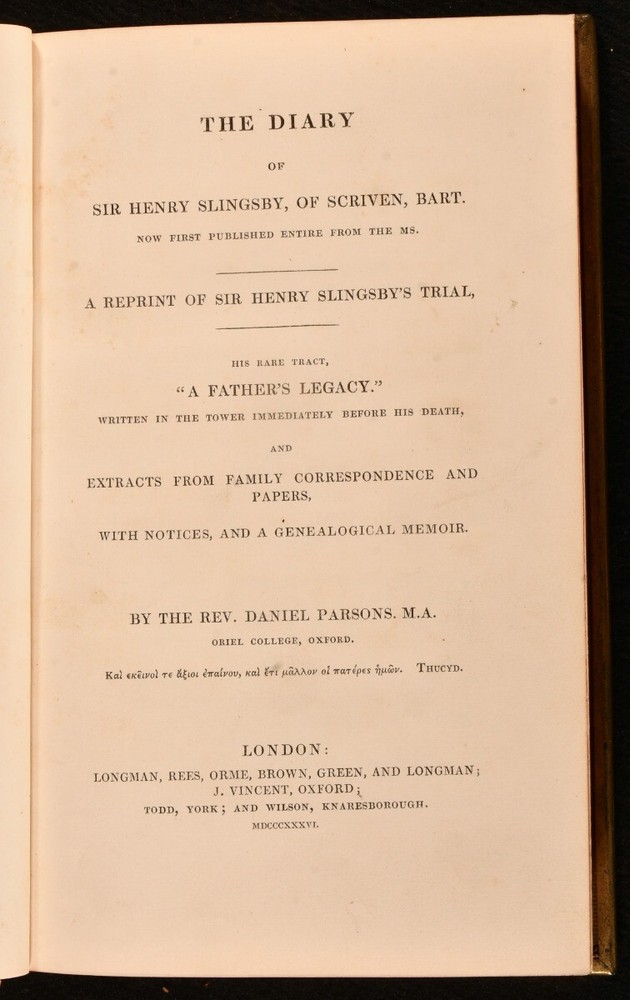 THE DIARY
OF
SIR HENRY SLINGSBY, OF SCRIVEN, BART.
NOW FIRST PUBLISHED ENTIRE FROM THE MS.
A REPRINT OF SIR HENRY SLINGSBY'S TRIAL,
HIS RARE TRACT,
“A FATHER'S LEGACY.”
WRITTEN IN THE TOWER IMMEDIATELY BEFORE HIS DEATH,
AND
EXTRACTS FROM FAMILY CORRESPONDENCE AND
PAPERS,
WITH NOTICES, AND A GENEALOGICAL MEMOIR.
BY THE REV. DANIEL PARSONS. M.A.
ORIEL COLLEGE, OXFORD.
Καὶ ἐκεῖνοί τε ἄξιοι ἐπαίνου, καὶ ἔτι μᾶλλον οἱ πατέρες ἡμῶν. THUCYD.
LONDON:
LONGMAN, REES, ORME, BROWN, GREEN, AND LONGMAN;
J. VINCENT, OXFORD;
TODD, YORK; AND WILSON, KNARESBOROUGH.
MDCCCXXXVI.